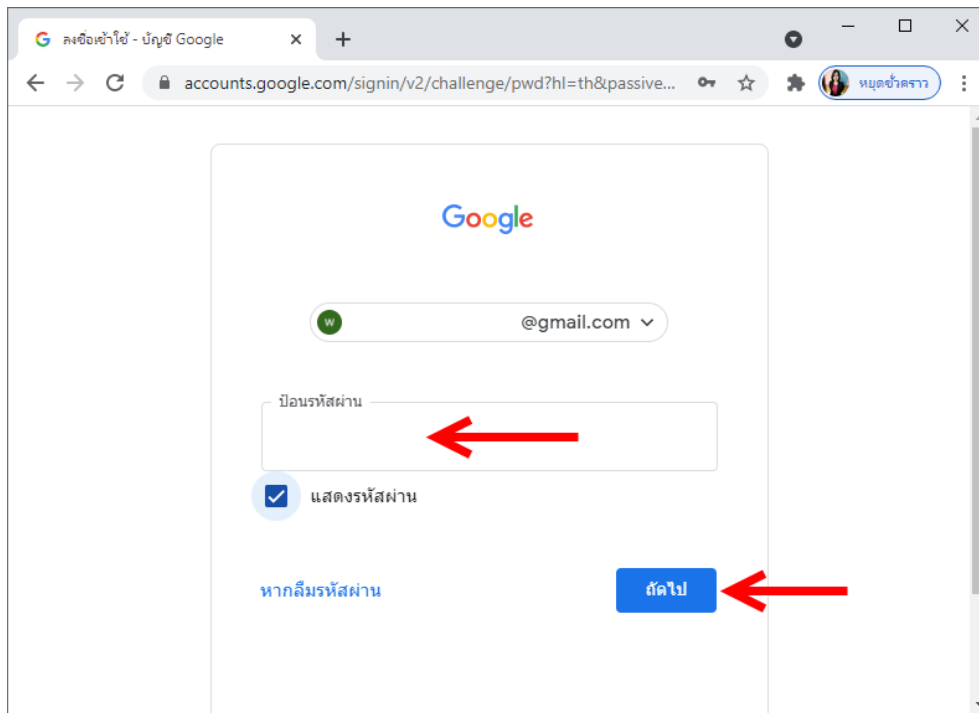 ลงชื่อเข้าใช้ - บัญชี Google
accounts.google.com/signin/v2/challenge/pwd?hl=th&passive...
หยุดชั่วคราว
Google
w
@gmail.com
ป้อนรหัสผ่าน
แสดงรหัสผ่าน
หากลืมรหัสผ่าน
ถัดไป